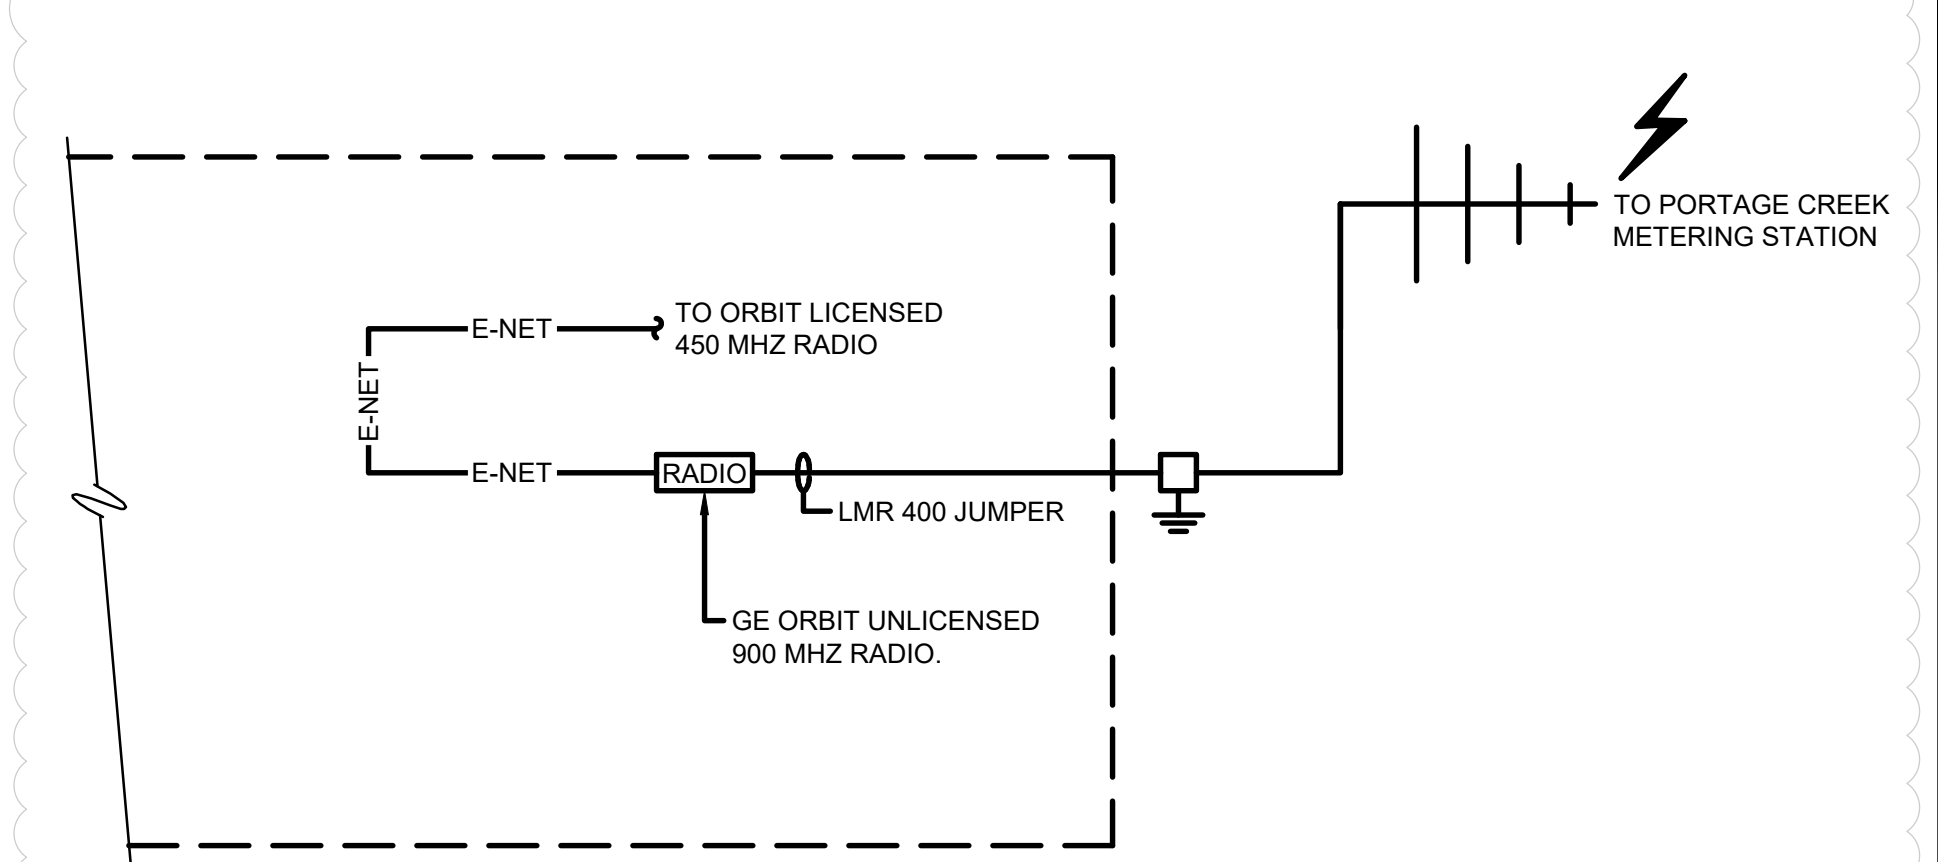 TO PORTAGE CREEK
METERING STATION
E-NET
TO ORBIT LICENSED
450 MHZ RADIO
E-NET
E-NET
RADIO
LMR 400 JUMPER
GE ORBIT UNLICENSED
900 MHZ RADIO.